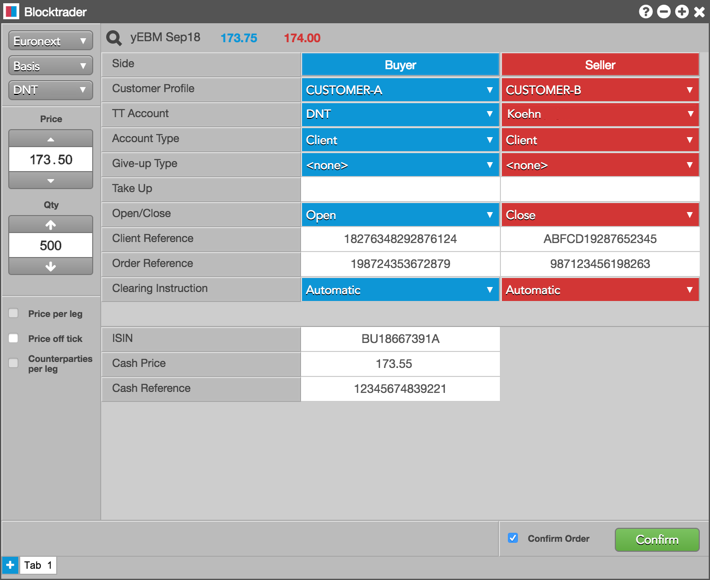 Blocktrader
Euronext
Basis
DNT
Price
173.50
Qty
500
Price per leg
Price off tick
Counterparties
per leg
yEBM Sep18 173.75 174.00
Side Buyer Seller
Customer Profile CUSTOMER-A CUSTOMER-B
TT Account DNT Koehn
Account Type Client Client
Give-up Type <none> <none>
Take Up
Open/Close Open Close
Client Reference 18276348292876124 ABFCD19287652345
Order Reference 198724353672879 987123456198263
Clearing Instruction Automatic Automatic
ISIN BU18667391A
Cash Price 173.55
Cash Reference 12345674839221
Confirm Order Confirm
Tab 1